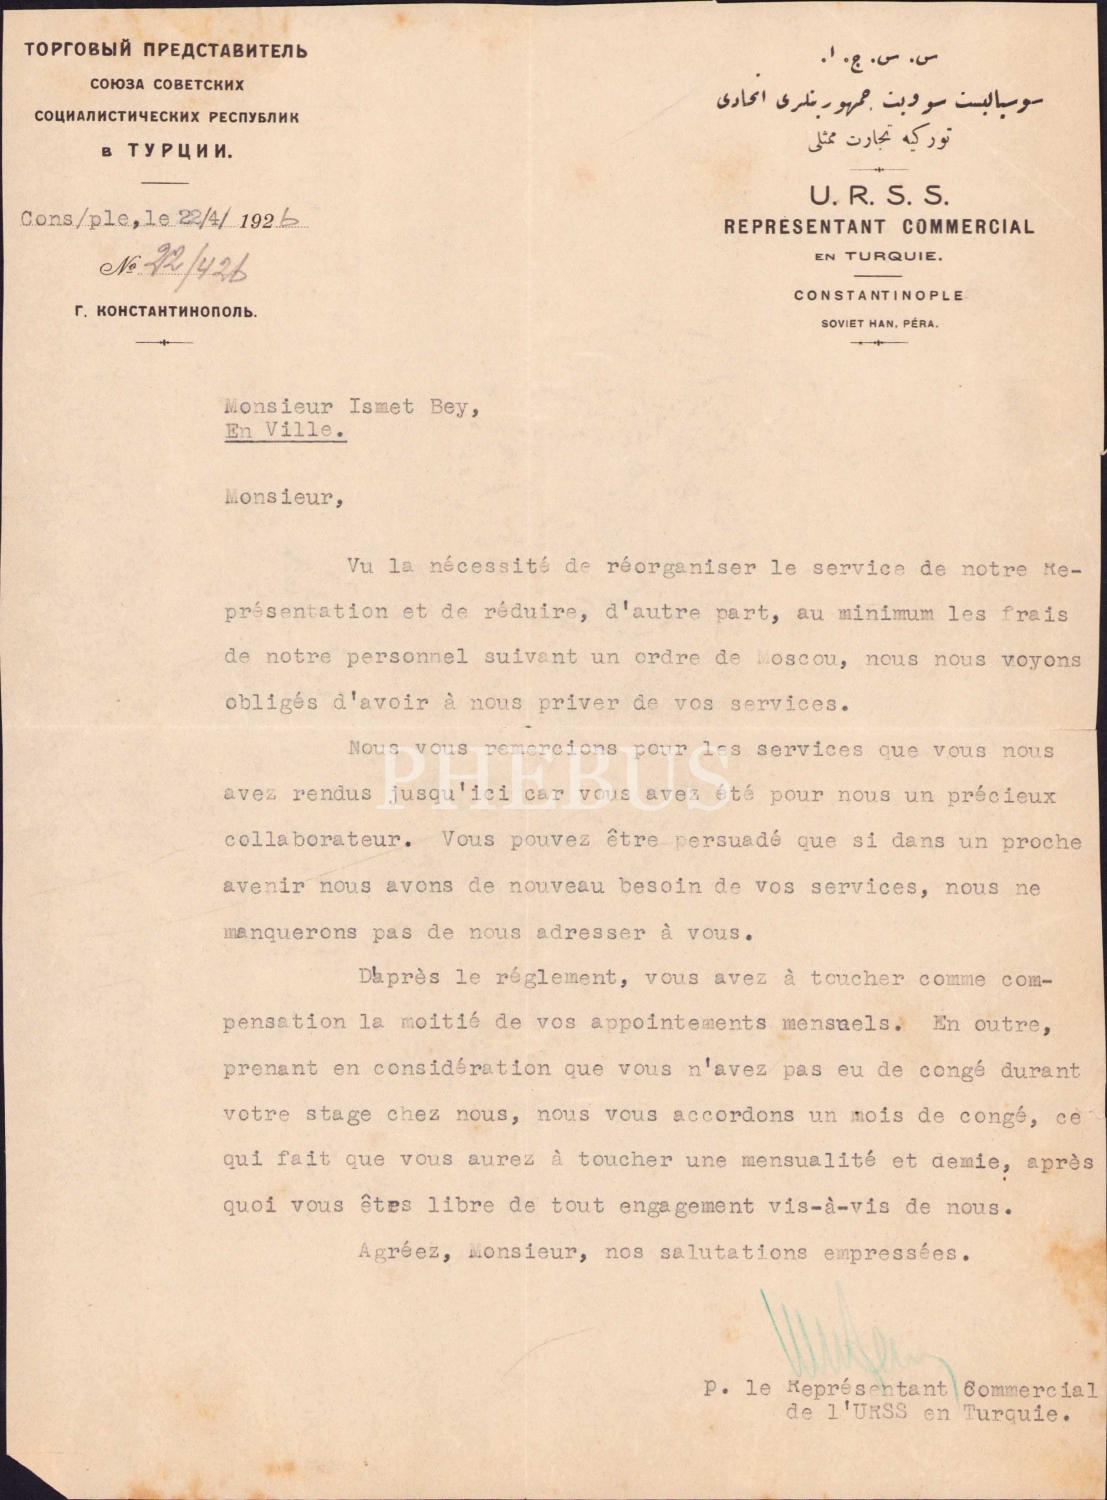 ТОРГОВЫЙ ПРЕДСТАВИТЕЛЬ
СОЮЗА СОВЕТСКИХ
СОЦИАЛИСТИЧЕСКИХ РЕСПУБЛИК
в ТУРЦИИ.
Cons/ple, le 22/4/ 1926
№ 22/426
Г. КОНСТАНТИНОПОЛЬ.
س. س. ج. ا.
سوسیالیست سوویت جمهوریتلری اتحادی
تورکیه تجارت ممثلی
U. R. S. S.
REPRÉSENTANT COMMERCIAL
EN TURQUIE.
CONSTANTINOPLE
SOVIET HAN, PÉRA.
Monsieur Ismet Bey,
En Ville.
Monsieur,
Vu la nécessité de réorganiser le service de notre Re-
présentation et de réduire, d'autre part, au minimum les frais
de notre personnel suivant un ordre de Moscou, nous nous voyons
obligés d'avoir à nous priver de vos services.
Nous vous remercions pour les services que vous nous
PHEBUS
avez rendus jusqu'ici car vous avez été pour nous un précieux
collaborateur. Vous pouvez être persuadé que si dans un proche
avenir nous avons de nouveau besoin de vos services, nous ne
manquerons pas de nous adresser à vous.
D'après le réglement, vous avez à toucher comme com-
pensation la moitié de vos appointements mensuels. En outre,
prenant en considération que vous n'avez pas eu de congé durant
votre stage chez nous, nous vous accordons un mois de congé, ce
qui fait que vous aurez à toucher une mensualité et demie, après
quoi vous êtes libre de tout engagement vis-à-vis de nous.
Agréez, Monsieur, nos salutations empressées.
p. le Représentant Commercial
de l'URSS en Turquie.